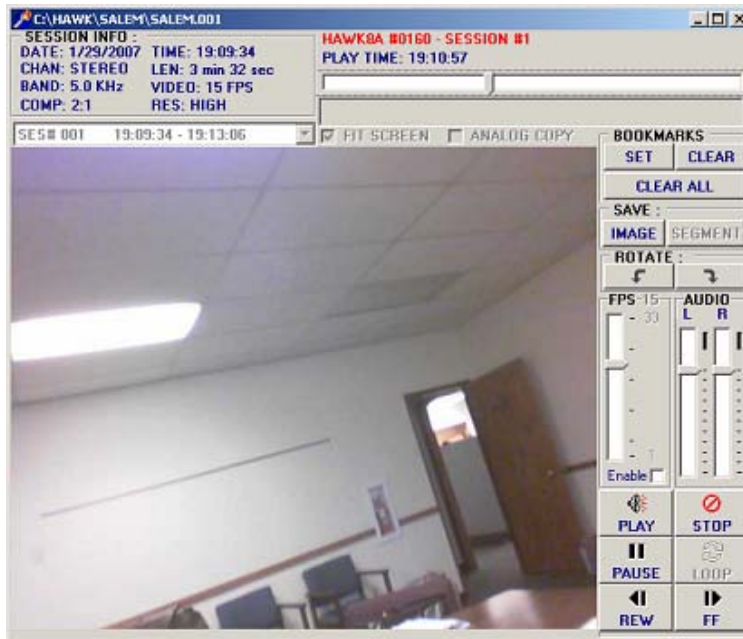 C:\HAWK\SALEM\SALEM.001
SESSION INFO :
DATE: 1/29/2007 TIME: 19:09:34
CHAN: STEREO LEN: 3 min 32 sec
BAND: 5.0 KHz VIDEO: 15 FPS
COMP: 2:1 RES: HIGH
HAWK8A #0160 - SESSION #1
PLAY TIME: 19:10:57
SES# 001 19:09:34 - 19:13:06
FIT SCREEN ANALOG COPY
BOOKMARKS
SET CLEAR
CLEAR ALL
SAVE :
IMAGE SEGMENT
ROTATE :
FPS 15 AUDIO
L R
30
1
Enable
PLAY STOP
PAUSE LOOP
REW FF